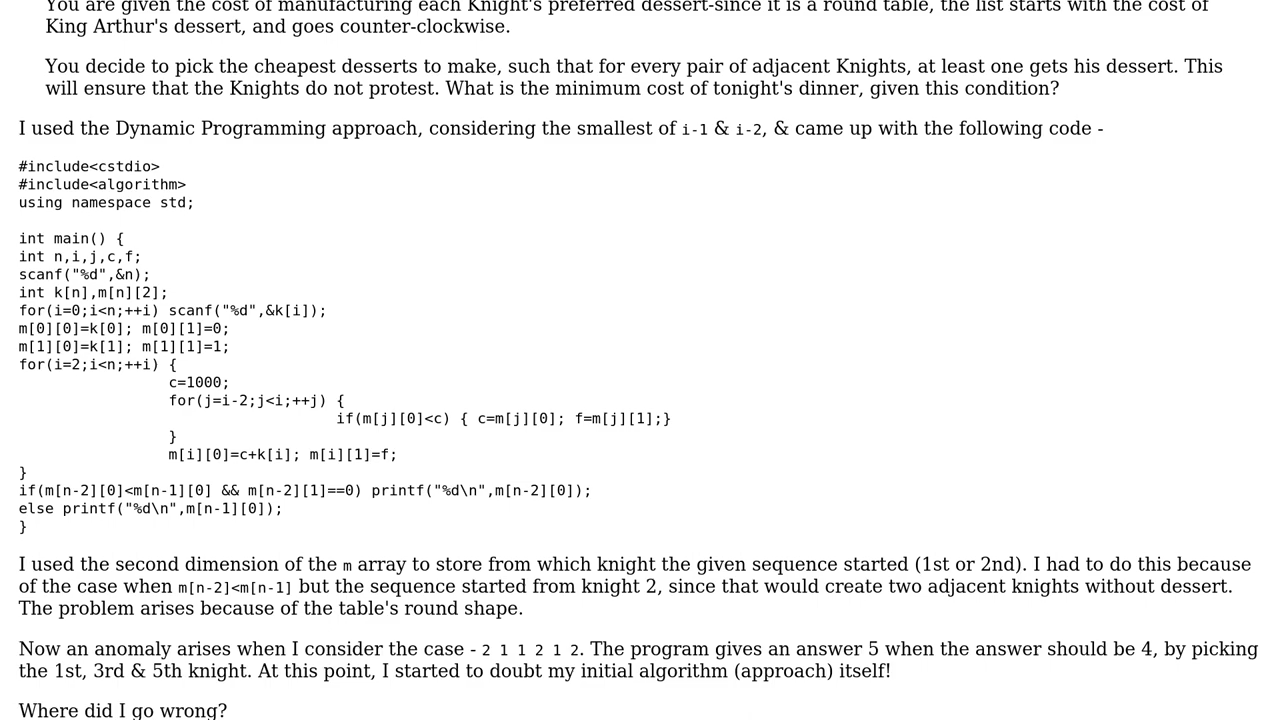 You are given the cost of manufacturing each Knight's preferred dessert-since it is a round table, the list starts with the cost of
King Arthur's dessert, and goes counter-clockwise.
You decide to pick the cheapest desserts to make, such that for every pair of adjacent Knights, at least one gets his dessert. This
will ensure that the Knights do not protest. What is the minimum cost of tonight's dinner, given this condition?
I used the Dynamic Programming approach, considering the smallest of i-1 & i-2, & came up with the following code -
#include<cstdio>
#include<algorithm>
using namespace std;
int main() {
int n,i,j,c,f;
scanf("%d",&n);
int k[n],m[n][2];
for(i=0;i<n;++i) scanf("%d",&k[i]);
m[0][0]=k[0]; m[0][1]=0;
m[1][0]=k[1]; m[1][1]=1;
for(i=2;i<n;++i) {
c=1000;
for(j=i-2;j<i;++j) {
if(m[j][0]<c) { c=m[j][0]; f=m[j][1];}
}
m[i][0]=c+k[i]; m[i][1]=f;
}
if(m[n-2][0]<m[n-1][0] && m[n-2][1]==0) printf("%d\n",m[n-2][0]);
else printf("%d\n",m[n-1][0]);
}
I used the second dimension of the m array to store from which knight the given sequence started (1st or 2nd). I had to do this because
of the case when m[n-2]<m[n-1] but the sequence started from knight 2, since that would create two adjacent knights without dessert.
The problem arises because of the table's round shape.
Now an anomaly arises when I consider the case - 2 1 1 2 1 2. The program gives an answer 5 when the answer should be 4, by picking
the 1st, 3rd & 5th knight. At this point, I started to doubt my initial algorithm (approach) itself!
Where did I go wrong?